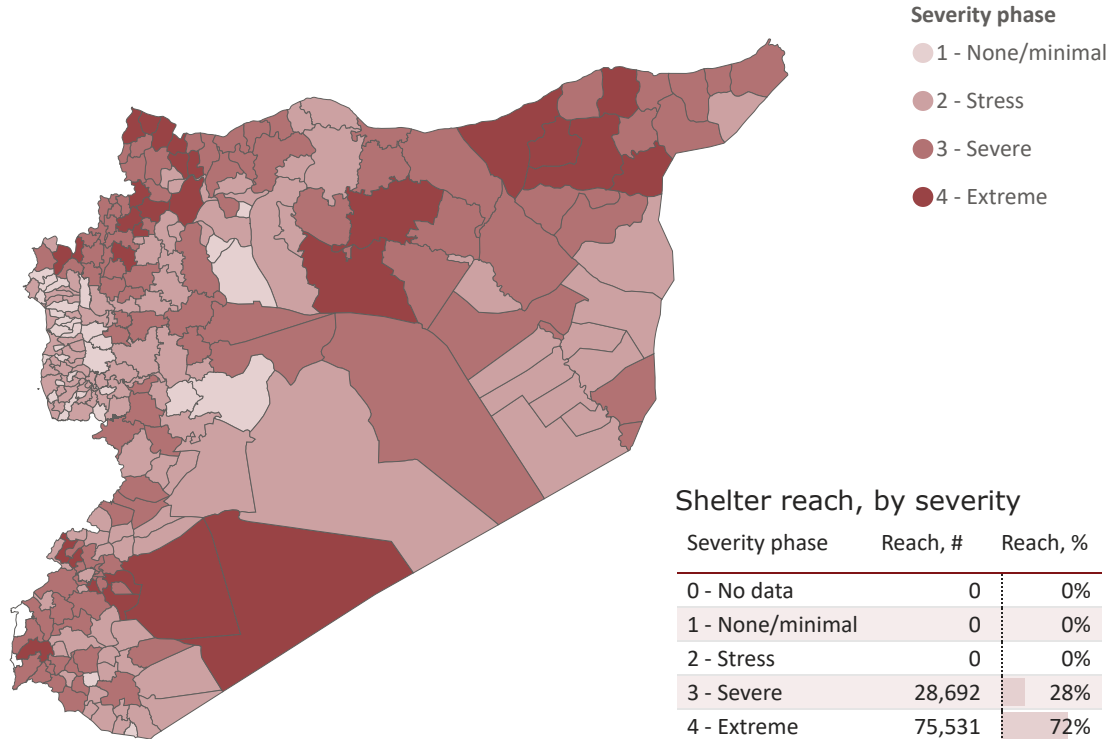 Severity phase
1 - None/minimal
2 - Stress
3 - Severe
4 - Extreme
Shelter reach, by severity
Severity phase Reach, # Reach, %
0 - No data 0 0%
1 - None/minimal 0 0%
2 - Stress 0 0%
3 - Severe 28,692 28%
4 - Extreme 75,531 72%